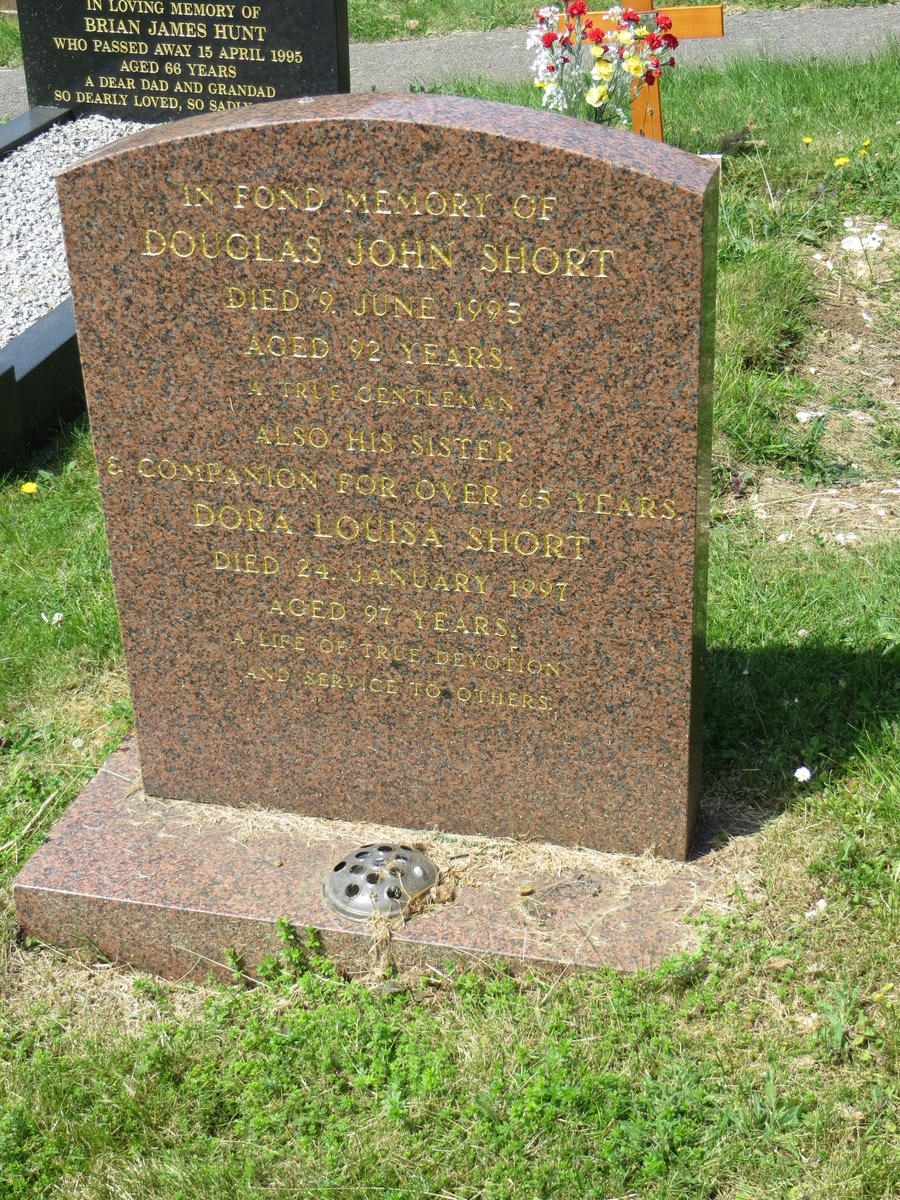 IN LOVING MEMORY OF
BRIAN JAMES HUNT
WHO PASSED AWAY 15 APRIL 1995
AGED 66 YEARS
A DEAR DAD AND GRANDAD
SO DEARLY LOVED, SO SADLY
IN FOND MEMORY OF
DOUGLAS JOHN SHORT
DIED 9. JUNE 1995
AGED 92 YEARS.
A TRUE GENTLEMAN
ALSO HIS SISTER
& COMPANION FOR OVER 65 YEARS.
DORA LOUISA SHORT
DIED 24. JANUARY 1997
AGED 97 YEARS.
A LIFE OF TRUE DEVOTION
AND SERVICE TO OTHERS.